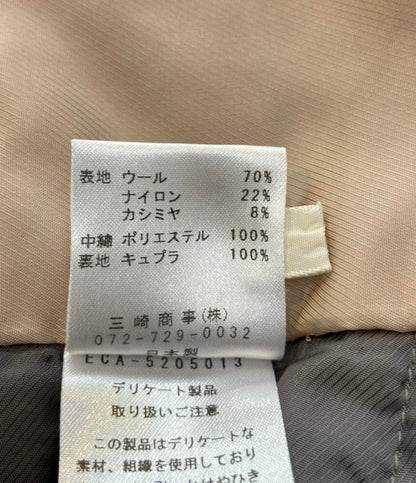 表地 ウール 70%
ナイロン 22%
カシミヤ 8%
中綿 ポリエステル 100%
裏地 キュプラ 100%
三崎商事(株)
072-729-0032
日本製
ECA-5205013
デリケート製品
取り扱いご注意
この製品はデリケートな
素材、組織を使用しており